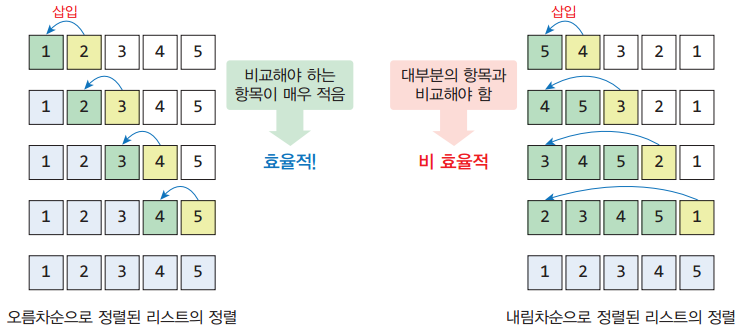 삽입
1 2 3 4 5
1 2 3 4 5
1 2 3 4 5
1 2 3 4 5
1 2 3 4 5
오름차순으로 정렬된 리스트의 정렬
비교해야 하는
항목이 매우 적음
효율적!
대부분의 항목과
비교해야 함
비 효율적
삽입
5 4 3 2 1
4 5 3 2 1
3 4 5 2 1
2 3 4 5 1
1 2 3 4 5
내림차순으로 정렬된 리스트의 정렬